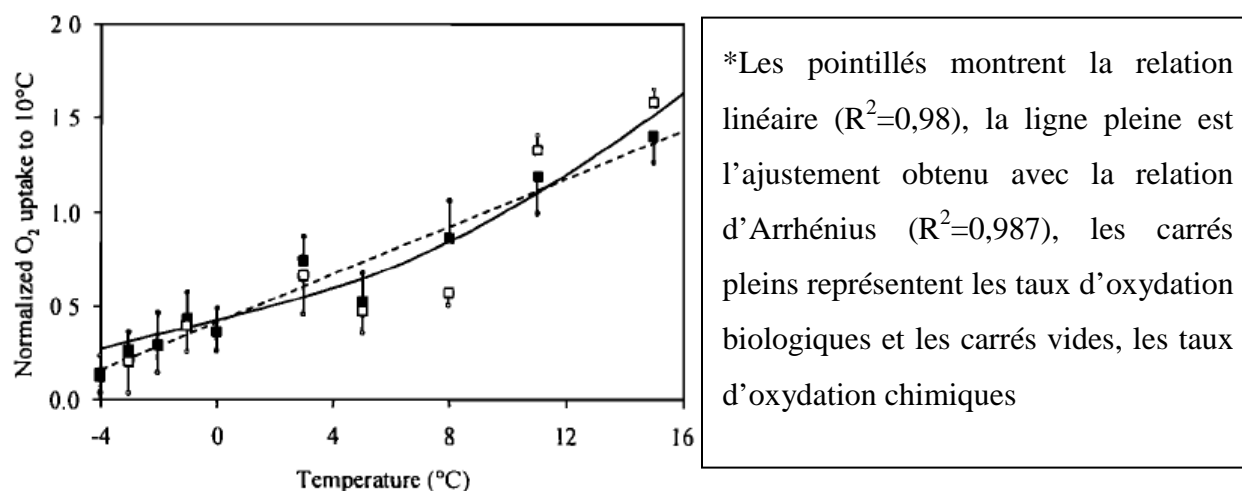 2 0
1 5
1.0
0 5
0 0
Normalized O2 uptake to 10°C
-4 0 4 8 12 16
Temperature (°C)
*Les pointillés montrent la relation
linéaire (R²=0,98), la ligne pleine est
l’ajustement obtenu avec la relation
d’Arrhénius (R²=0,987), les carrés
pleins représentent les taux d’oxydation
biologiques et les carrés vides, les taux
d’oxydation chimiques